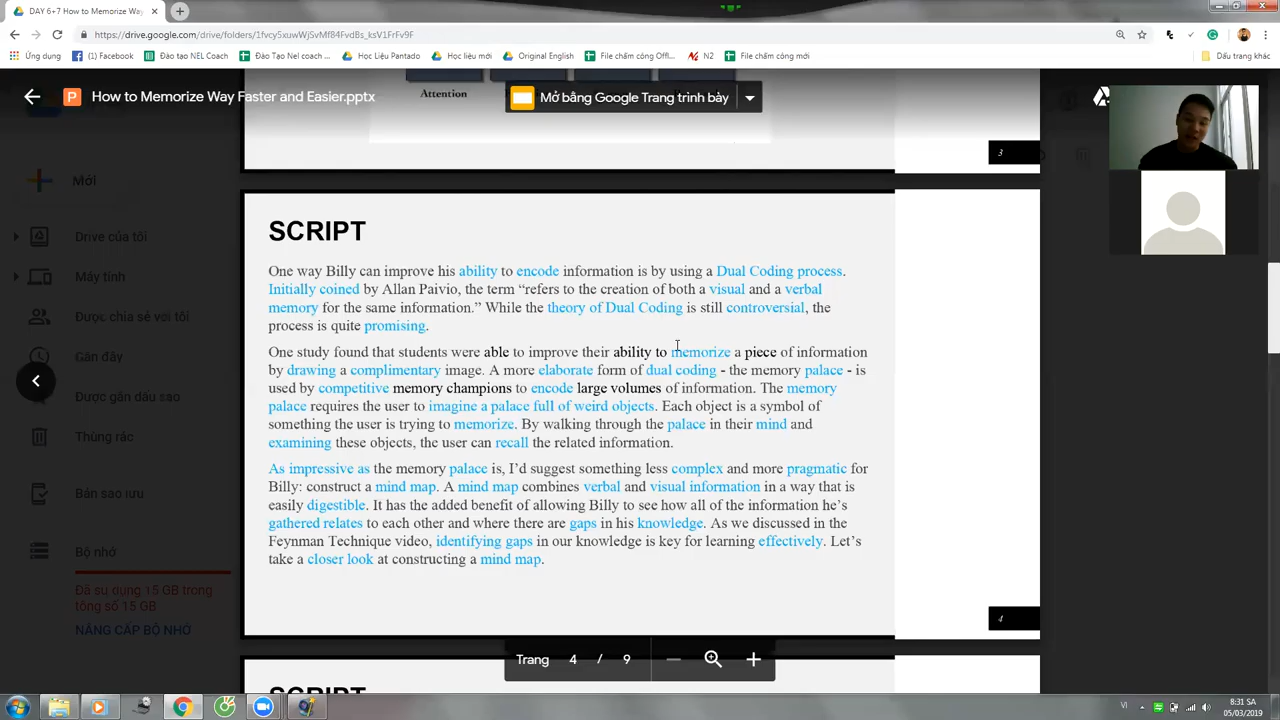 DAY 6+7 How to Memorize Way
https://drive.google.com/drive/folders/1fvcy5xuwWjSvMf84FvdBs_ksV1FrFv9F
Ứng dụng
(1) Facebook
Đào tạo NEL Coach ...
Học Liệu Pantado
Học liệu mới
Original English
File chấm công Offl...
Đào Tạo Nel coach ...
N2
File chấm công mới
Dấu trang khác
How to Memorize Way Faster and Easier.pptx
Mở bằng Google Trang trình bày
Attention
3
Mới
Drive của tôi
Máy tính
Được chia sẻ với tôi
Gần đây
Được gắn dấu sao
Thùng rác
Bản sao lưu
Bộ nhớ
Đã sử dụng 15 GB trong
tổng số 15 GB
NÂNG CẤP BỘ NHỚ
SCRIPT
One way Billy can improve his ability to encode information is by using a Dual Coding process.
Initially coined by Allan Paivio, the term “refers to the creation of both a visual and a verbal
memory for the same information.” While the theory of Dual Coding is still controversial, the
process is quite promising.
One study found that students were able to improve their ability to memorize a piece of information
by drawing a complimentary image. A more elaborate form of dual coding - the memory palace - is
used by competitive memory champions to encode large volumes of information. The memory
palace requires the user to imagine a palace full of weird objects. Each object is a symbol of
something the user is trying to memorize. By walking through the palace in their mind and
examining these objects, the user can recall the related information.
As impressive as the memory palace is, I’d suggest something less complex and more pragmatic for
Billy: construct a mind map. A mind map combines verbal and visual information in a way that is
easily digestible. It has the added benefit of allowing Billy to see how all of the information he’s
gathered relates to each other and where there are gaps in his knowledge. As we discussed in the
Feynman Technique video, identifying gaps in our knowledge is key for learning effectively. Let’s
take a closer look at constructing a mind map.
4
Trang 4 / 9
SCRIPT
VI
8:31 SA
05/03/2019